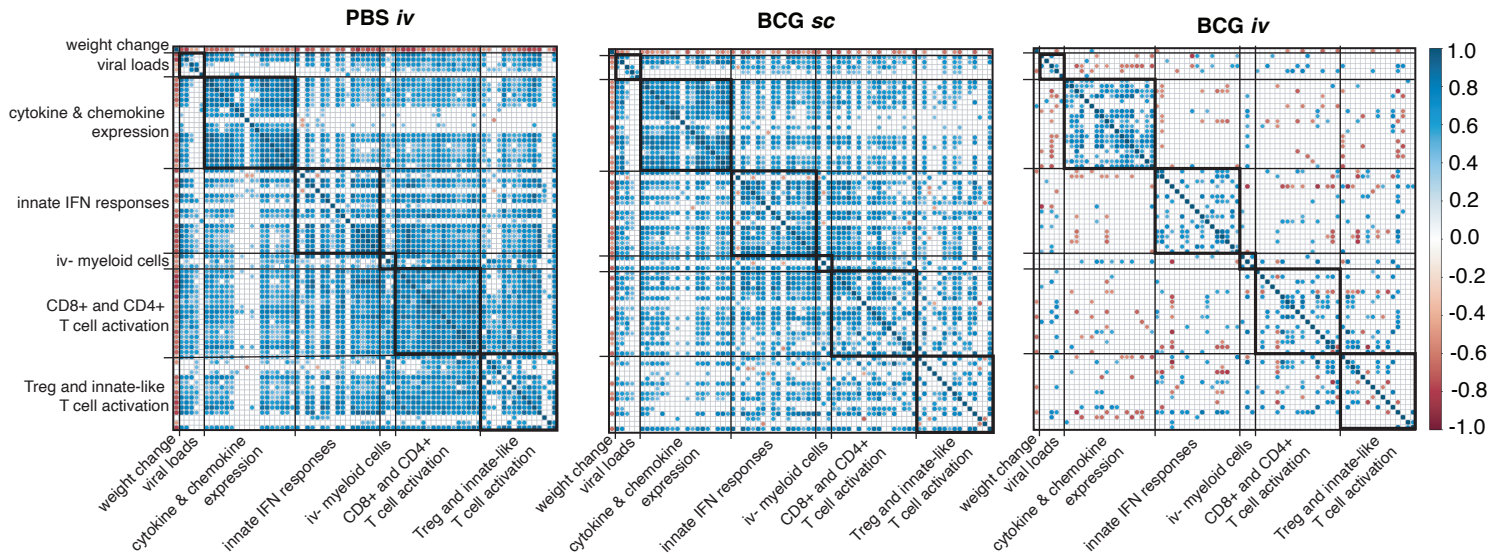 PBS iv
BCG sc
BCG iv
weight change
viral loads
cytokine & chemokine
expression
innate IFN responses
iv- myeloid cells
CD8+ and CD4+
T cell activation
Treg and innate-like
T cell activation
1.0
0.8
0.6
0.4
0.2
0.0
-0.2
-0.4
-0.6
-0.8
-1.0
weight change
viral loads
cytokine & chemokine
expression
innate IFN responses
iv- myeloid cells
CD8+ and CD4+
T cell activation
Treg and innate-like
T cell activation
weight change
viral loads
cytokine & chemokine
expression
innate IFN responses
iv- myeloid cells
CD8+ and CD4+
T cell activation
Treg and innate-like
T cell activation
weight change
viral loads
cytokine & chemokine
expression
innate IFN responses
iv- myeloid cells
CD8+ and CD4+
T cell activation
Treg and innate-like
T cell activation